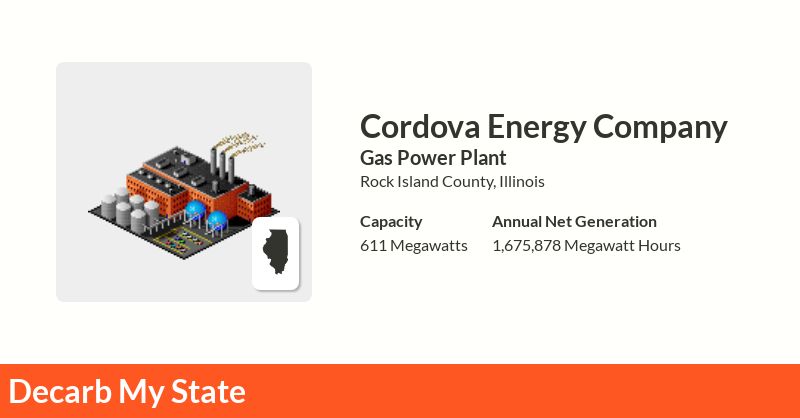 Cordova Energy Company
Gas Power Plant
Rock Island County, Illinois
Capacity
Annual Net Generation
611 Megawatts
1,675,878 Megawatt Hours
Decarb My State